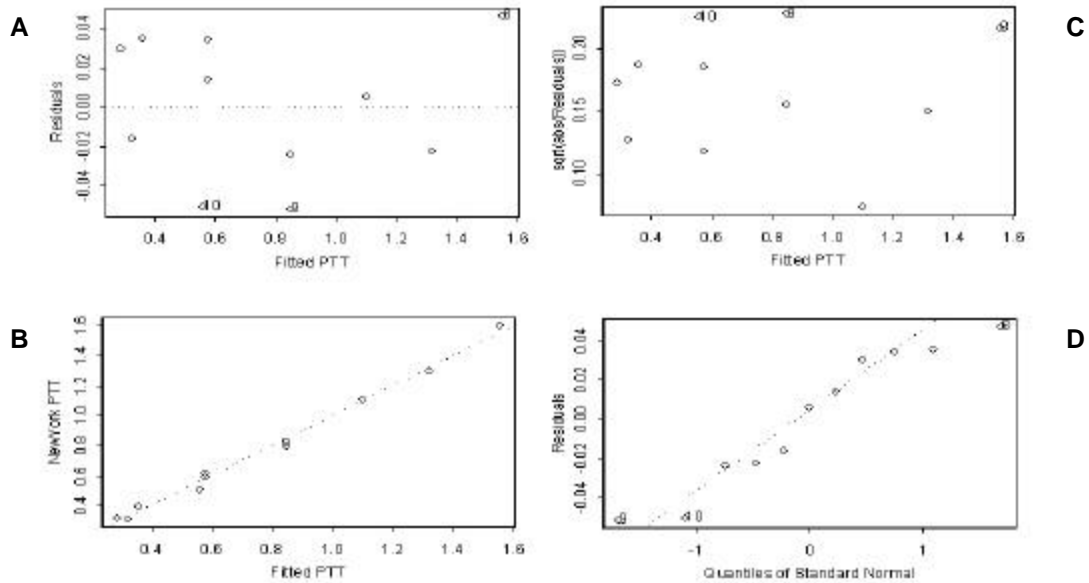 A
Residuals
-0.04 -0.02 0.00 0.02 0.04
10
0.4 0.6 0.8 1.0 1.2 1.4 1.6
Fitted PTT
C
sqrt(abs(Residuals))
0.10 0.15 0.20
10
0.4 0.6 0.8 1.0 1.2 1.4 1.6
Fitted PTT
B
NewYork PTT
0.4 0.6 0.8 1.0 1.2 1.4 1.6
0.4 0.6 0.8 1.0 1.2 1.4 1.6
Fitted PTT
D
Residuals
-0.04 -0.02 0.00 0.02 0.04
10
-1 0 1
Quantiles of Standard Normal